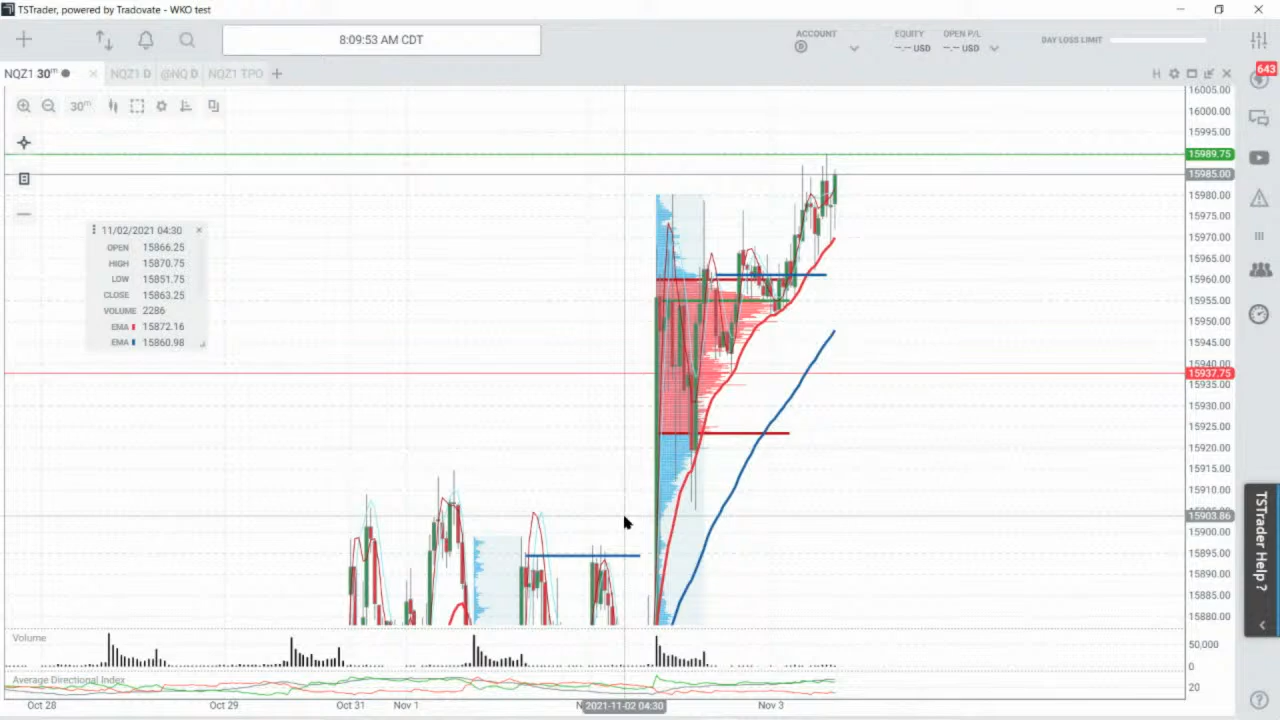 TSTrader, powered by Tradovate - WKO test
8:09:53 AM CDT
ACCOUNT
EQUITY
OPEN P/L
-.-- USD
-.-- USD
DAY LOSS LIMIT
NQZ1 30m
NQZ1 D
@NQ D
NQZ1 TPO
H
643
30m
11/02/2021 04:30
OPEN 15866.25
HIGH 15870.75
LOW 15851.75
CLOSE 15863.25
VOLUME 2286
EMA 15872.16
EMA 15860.98
16005.00
16000.00
15995.00
15989.75
15985.00
15980.00
15975.00
15970.00
15965.00
15960.00
15955.00
15950.00
15945.00
15940.00
15937.75
15935.00
15930.00
15925.00
15920.00
15915.00
15910.00
15903.86
15900.00
15895.00
15890.00
15885.00
15880.00
Volume
50,000
0
Average Directional Index
20
Oct 28
Oct 29
Oct 31
Nov 1
2021-11-02 04:30
Nov 3
TSTrader Help ?